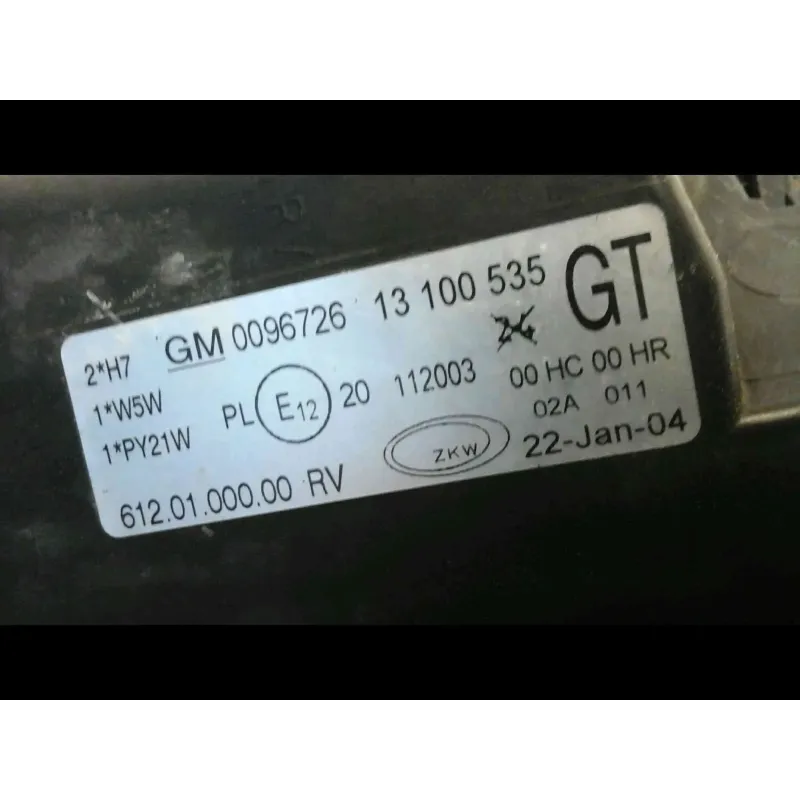 2*H7 GM 0096726 13 100 535 GT
1*W5W PL E12 20 112003 00 HC 00 HR
1*PY21W 02A 011
612.01.000.00 RV ZKW 22-Jan-04